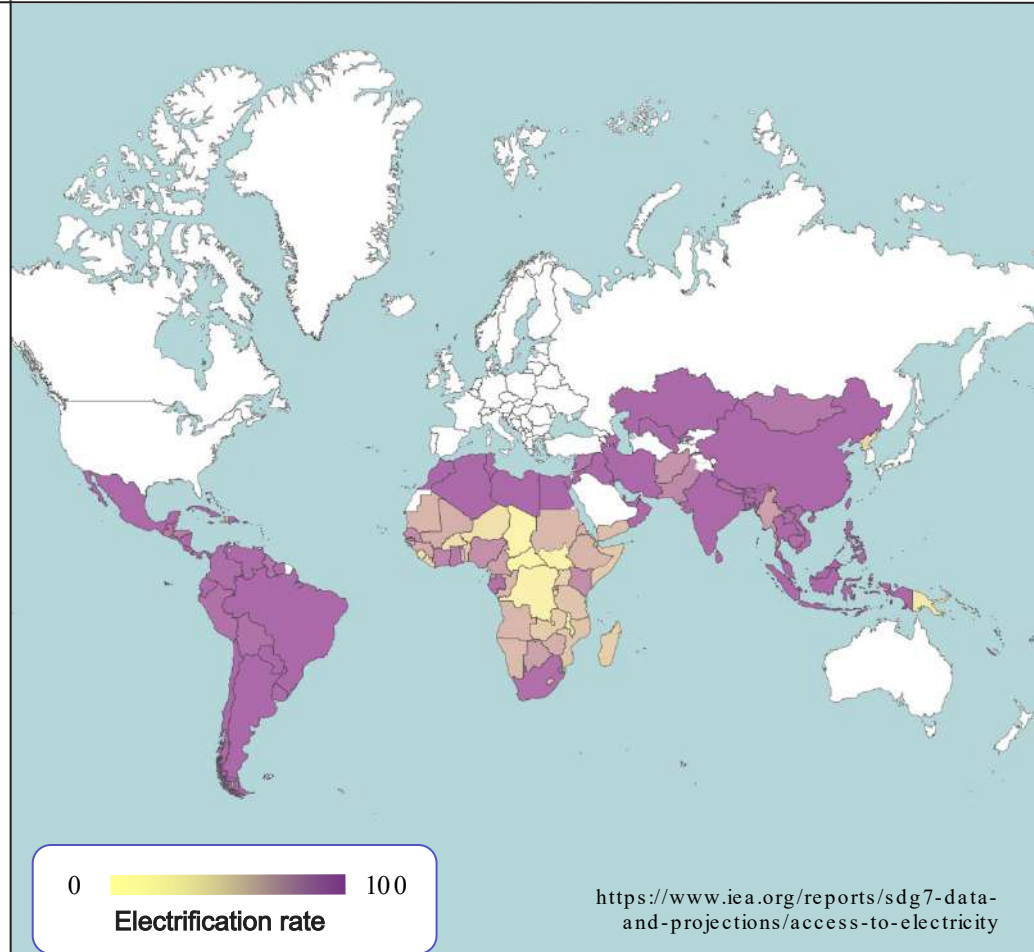 0 100
Electrification rate
https://www.iea.org/reports/sdg7-data-
and-projections/access-to-electricity